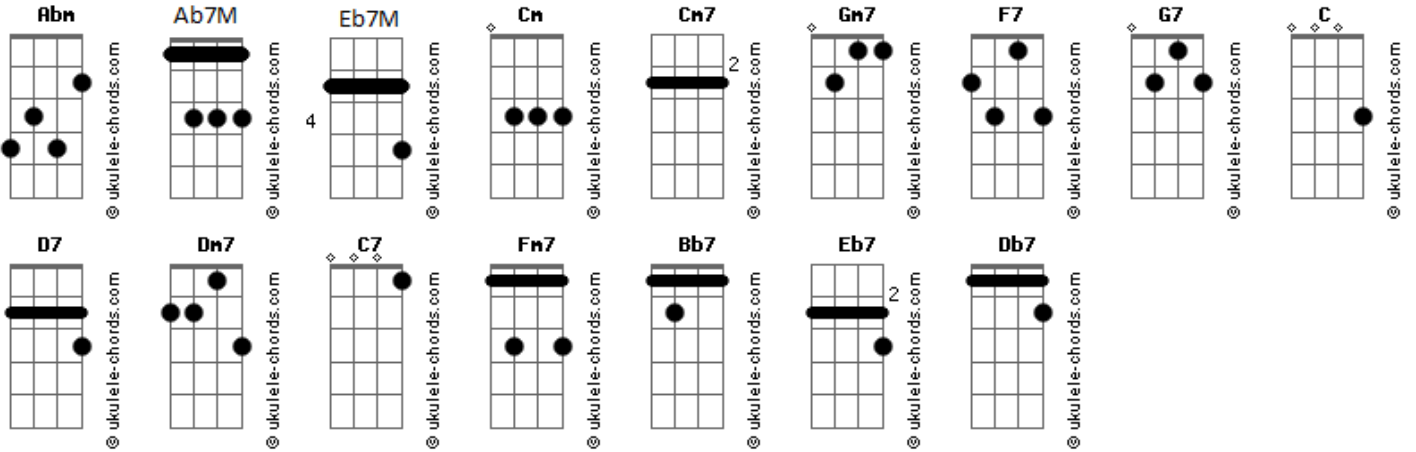 Abm Ab7M Eb7M Cm Cm7 Gm7 F7 G7 C
© ukulele-chords.com © ukulele-chords.com © ukulele-chords.com © ukulele-chords.com © ukulele-chords.com © ukulele-chords.com © ukulele-chords.com © ukulele-chords.com © ukulele-chords.com
2
4
D7 Dm7 C7 Fm7 Bb7 Eb7 Db7
© ukulele-chords.com © ukulele-chords.com © ukulele-chords.com © ukulele-chords.com © ukulele-chords.com © ukulele-chords.com © ukulele-chords.com
2